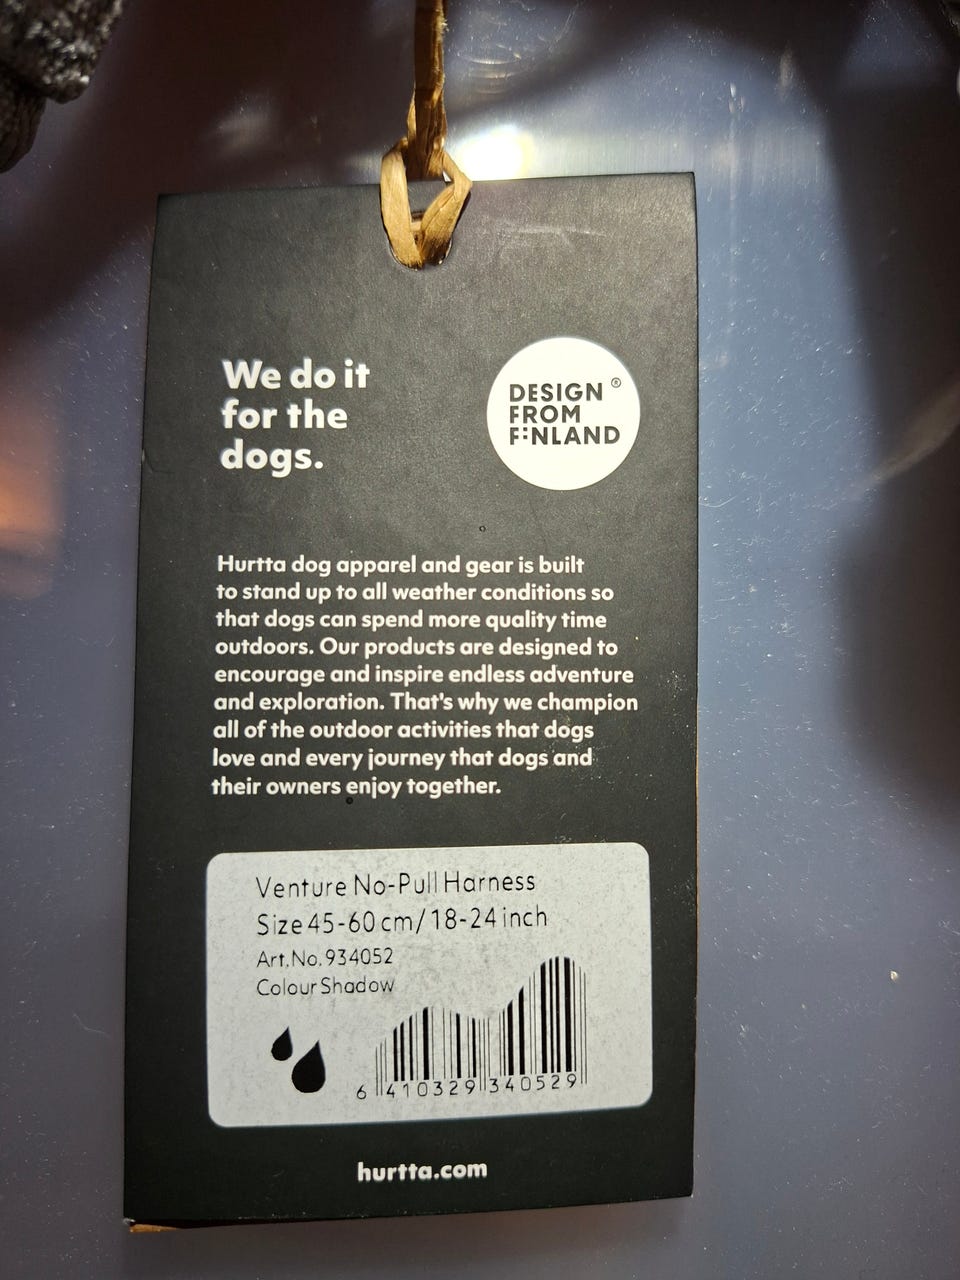 We do it
for the
dogs.
DESIGN ®
FROM
FINLAND
Hurtta dog apparel and gear is built
to stand up to all weather conditions so
that dogs can spend more quality time
outdoors. Our products are designed to
encourage and inspire endless adventure
and exploration. That's why we champion
all of the outdoor activities that dogs
love and every journey that dogs and
their owners enjoy together.
Venture No-Pull Harness
Size 45-60 cm/ 18-24 inch
Art.No. 934052
Colour Shadow
6 410329 340529
hurtta.com